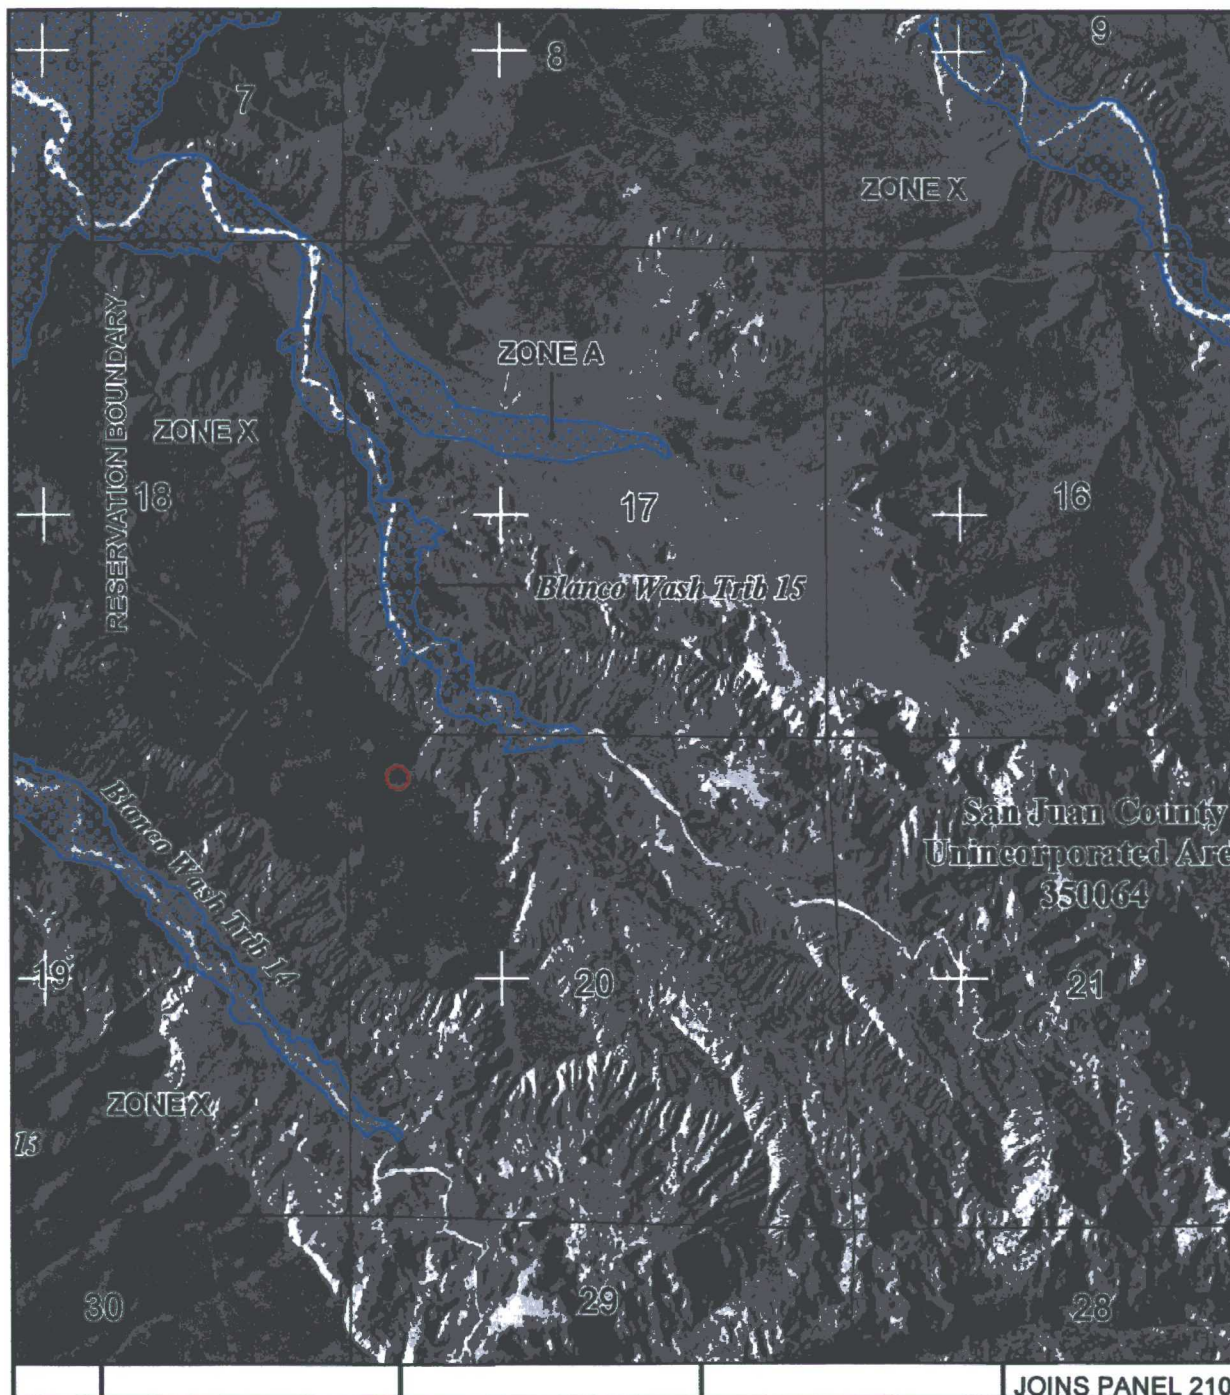 8
9
7
ZONE X
ZONE A
RESERVATION BOUNDARY
ZONE X
18
17
16
Blanco Wash Trib 15
Blanco Wash Trib 14
San Juan County
Unincorporated Are
350064
19
20
21
ZONE X
15
30
29
28
JOINS PANEL 210